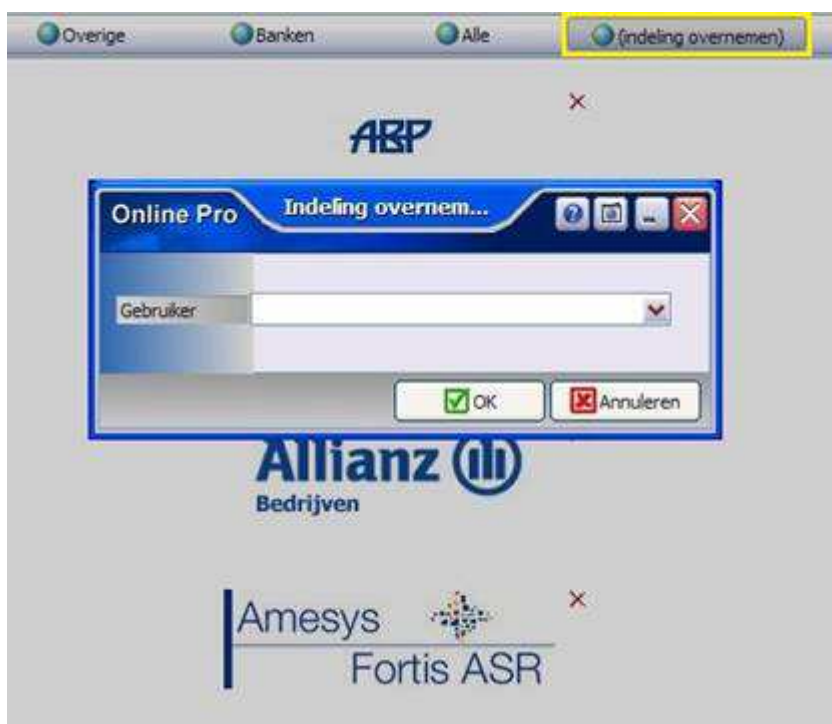 Overige Banken Alle (indeling overnemen)
ABP
Online Pro Indeling overnem...
Gebruiker
OK Annuleren
Allianz
Bedrijven
Amesys
Fortis ASR